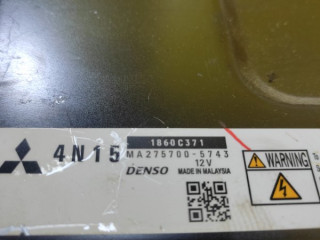 4N15
1860C371
MA275700-5743
12V
DENSO MADE IN MALAYSIA
WARNING